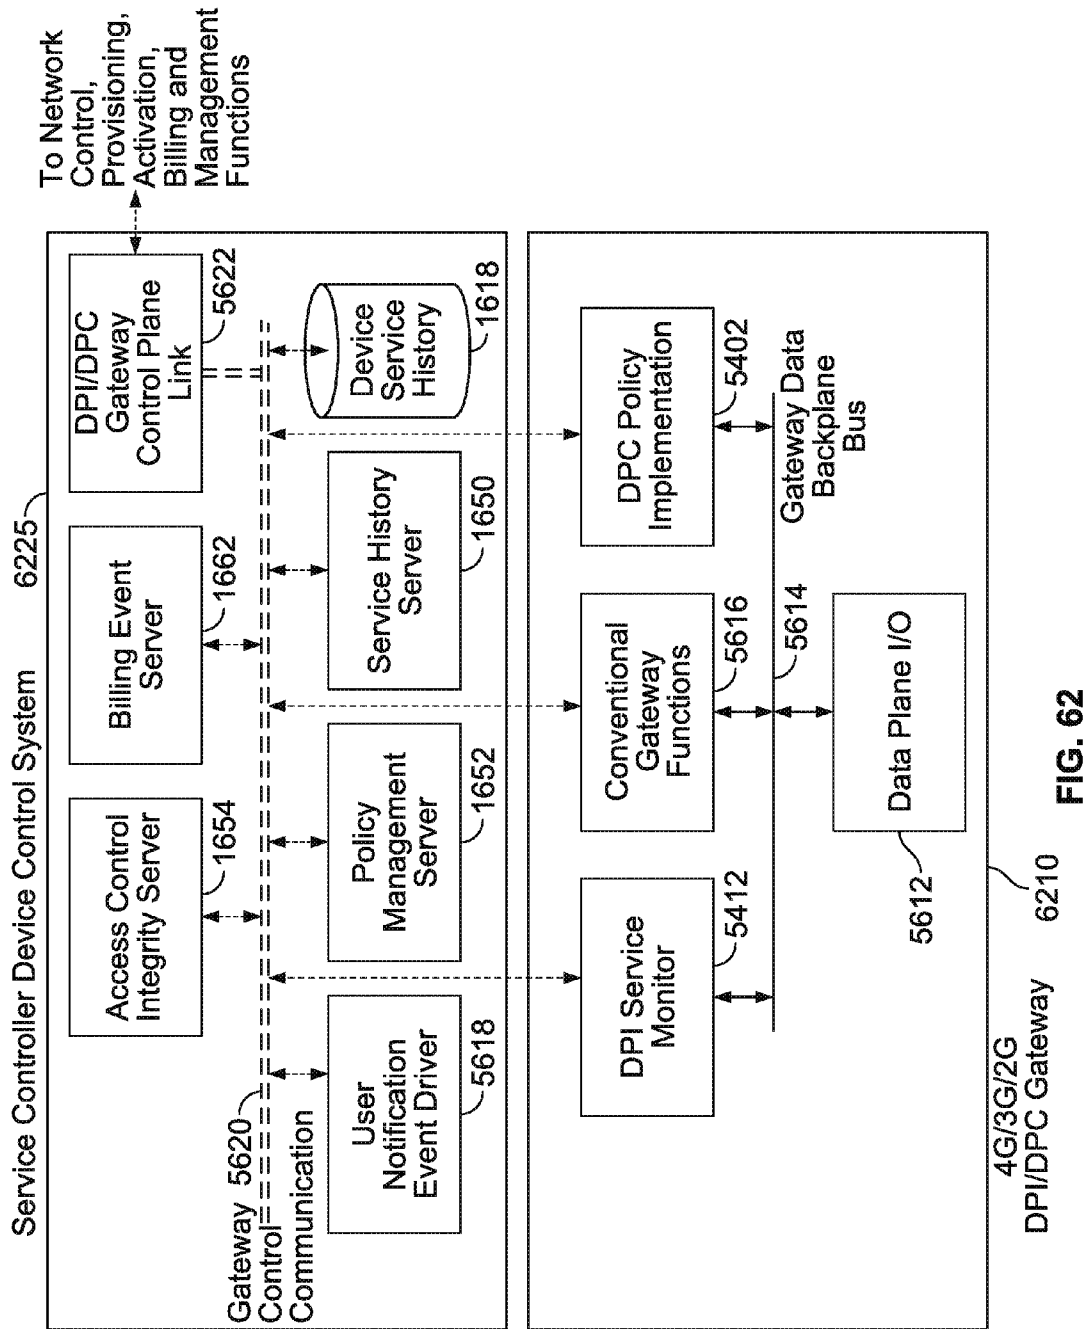 Service Controller Device Control System
6225
To Network
Control,
Provisioning,
Activation,
Billing and
Management
Functions
Access Control
Integrity Server
1654
Billing Event
Server
1662
DPI/DPC
Gateway
Control Plane
Link
5622
Gateway 5620
Control
Communication
User
Notification
Event Driver
5618
Policy
Management
Server
1652
Service History
Server
1650
Device
Service
History
1618
DPI Service
Monitor
5412
Conventional
Gateway
Functions
5616
DPC Policy
Implementation
5402
5614
Gateway Data
Backplane
Bus
Data Plane I/O
5612
4G/3G/2G
DPI/DPC Gateway
6210
FIG. 62